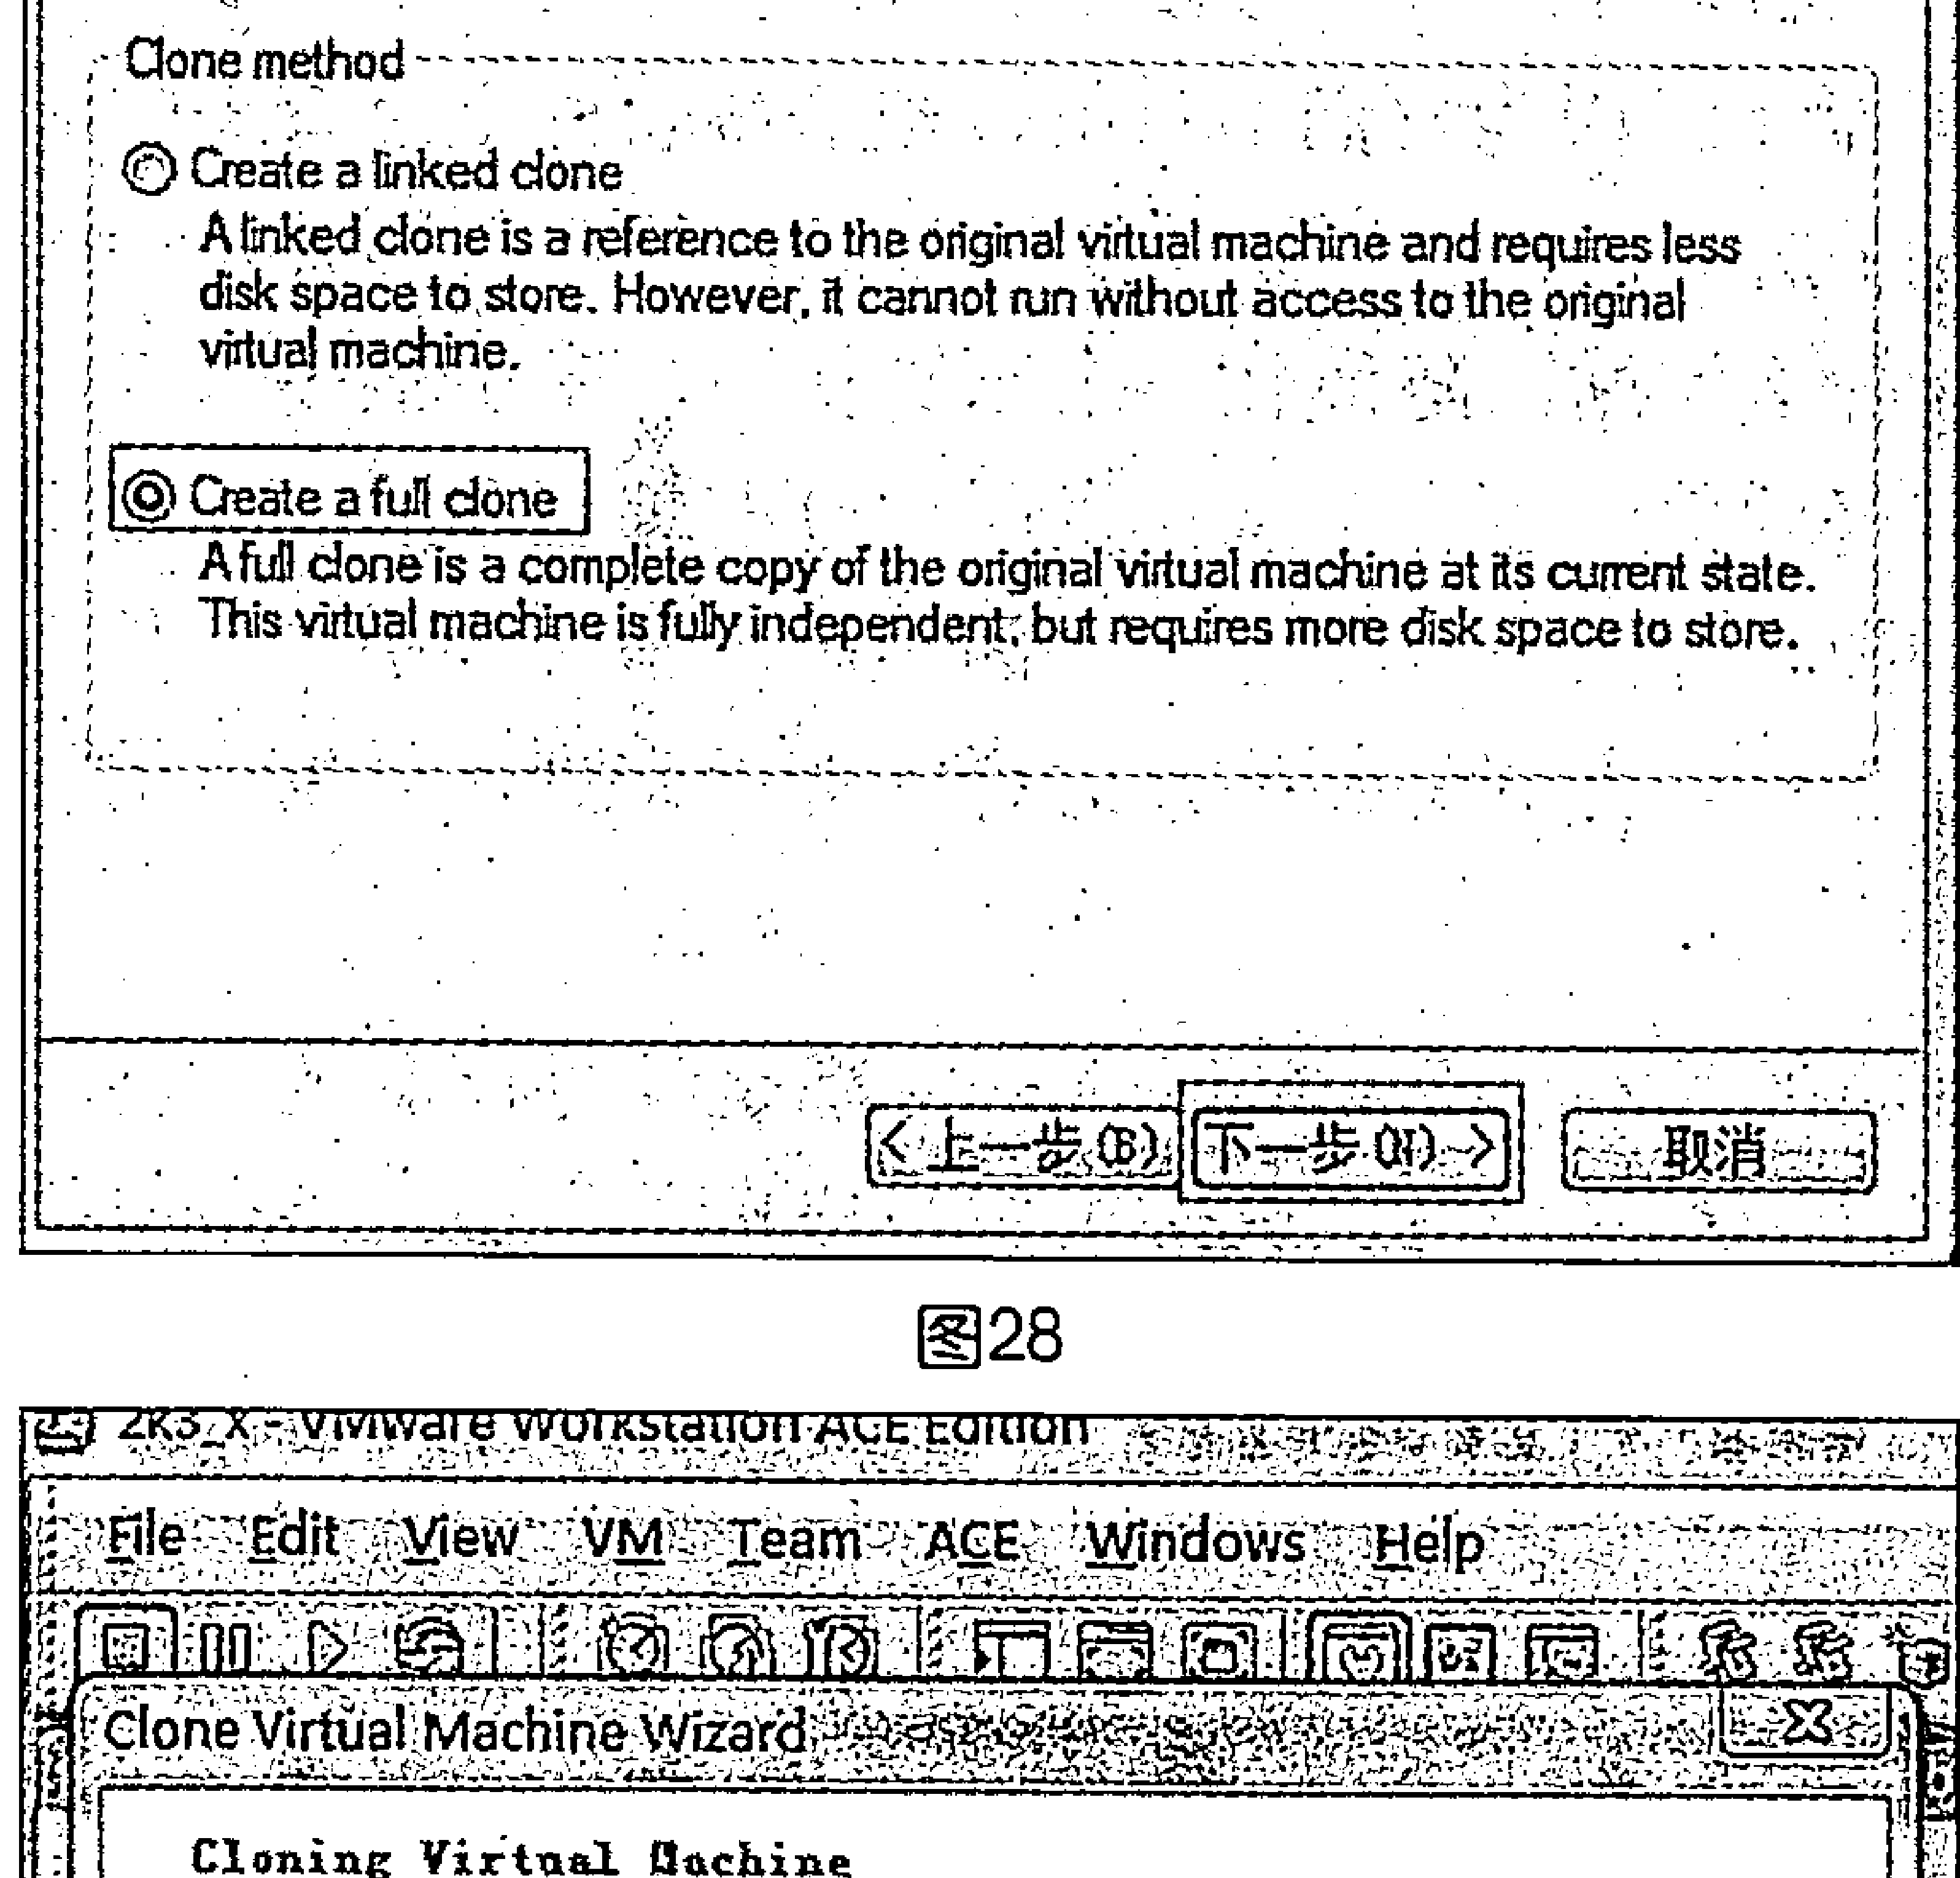 Clone method
Create a linked clone
A linked clone is a reference to the original virtual machine and requires less
disk space to store. However, it cannot run without access to the original
virtual machine.
Create a full clone
A full clone is a complete copy of the original virtual machine at its current state.
This virtual machine is fully independent, but requires more disk space to store.
< 上一步(B) 下一步(N) > 取消
图28
2K3_X - VMware Workstation ACE Edition
File Edit View VM Team ACE Windows Help
Clone Virtual Machine Wizard
Cloning Virtual Machine